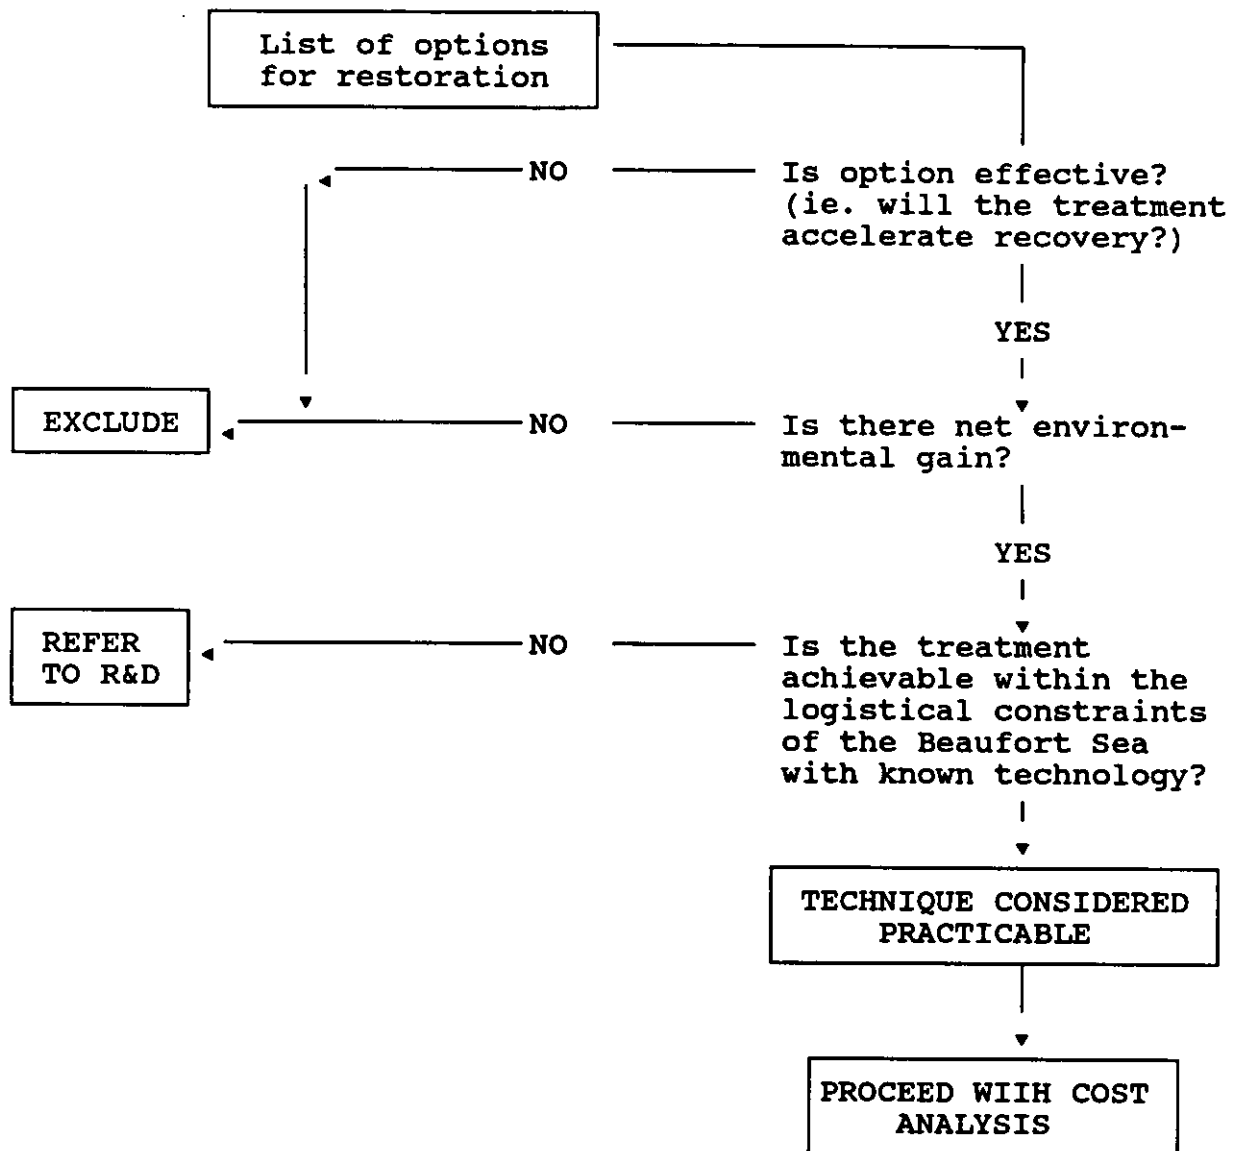 List of options
for restoration
NO
Is option effective?
(ie. will the treatment
accelerate recovery?)
YES
EXCLUDE
NO
Is there net environ-
mental gain?
YES
REFER
TO R&D
NO
Is the treatment
achievable within the
logistical constraints
of the Beaufort Sea
with known technology?
TECHNIQUE CONSIDERED
PRACTICABLE
PROCEED WIIH COST
ANALYSIS